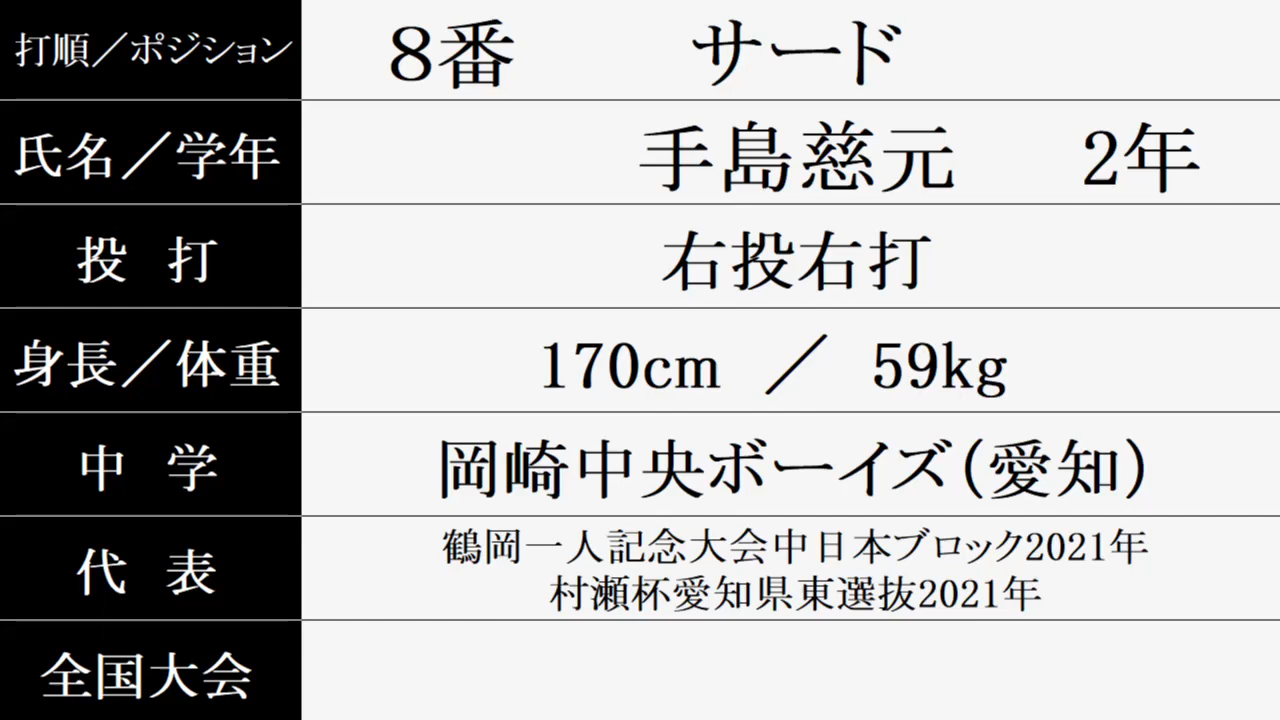 打順／ポジション 8番 サード
氏名／学年 手島慈元 2年
投 打 右投右打
身長／体重 170cm ／ 59kg
中 学 岡崎中央ボーイズ(愛知)
代 表 鶴岡一人記念大会中日本ブロック2021年
村瀬杯愛知県東選抜2021年
全国大会